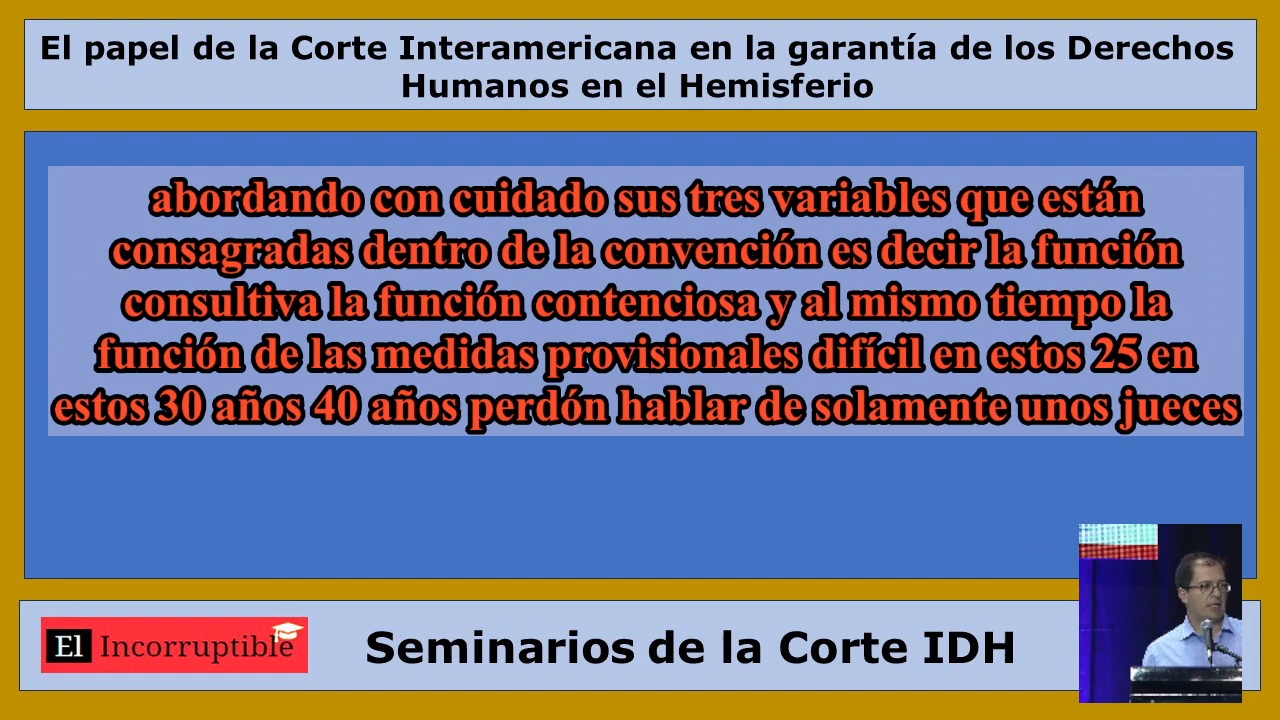 El papel de la Corte Interamericana en la garantía de los Derechos
Humanos en el Hemisferio
abordando con cuidado sus tres variables que están
consagradas dentro de la convención es decir la función
consultiva la función contenciosa y al mismo tiempo la
función de las medidas provisionales difícil en estos 25 en
estos 30 años 40 años perdón hablar de solamente unos jueces
El Incorruptible
Seminarios de la Corte IDH